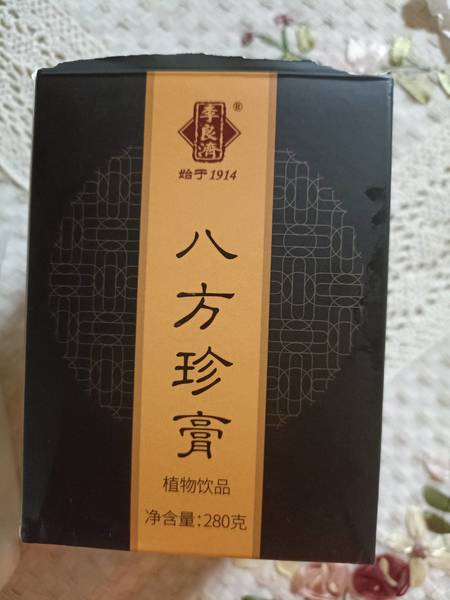 李良濟®
始于1914
八方珍膏
植物饮品
净含量:280克